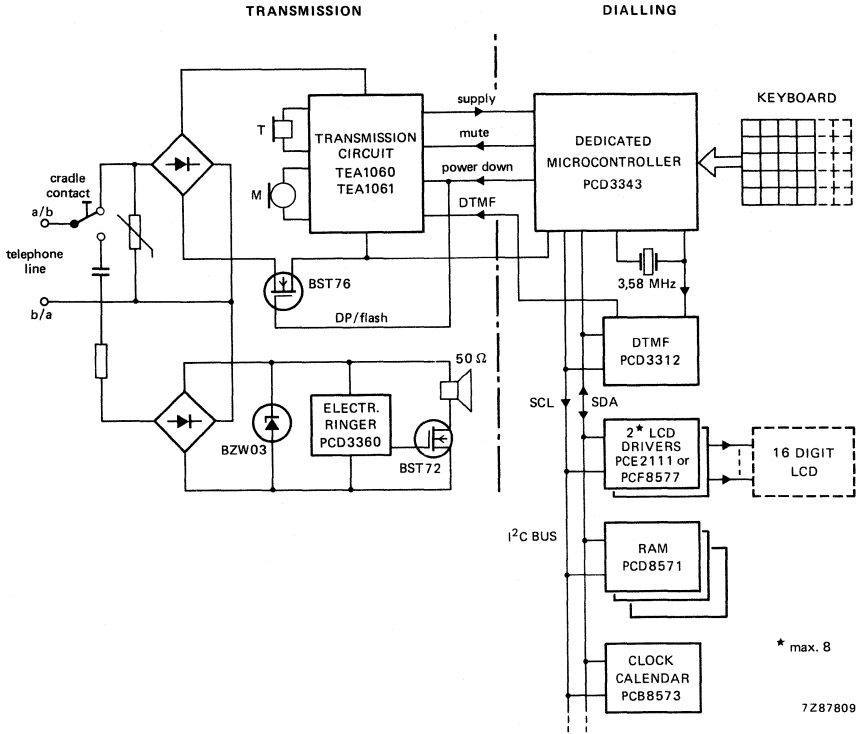 TRANSMISSION
DIALLING
supply
mute
power down
DTMF
T
M
TRANSMISSION
CIRCUIT
TEA1060
TEA1061
DEDICATED
MICROCONTROLLER
PCD3343
KEYBOARD
cradle
contact
a/b
telephone
line
b/a
BST76
DP/flash
3,58 MHz
DTMF
PCD3312
SCL
SDA
50 Ω
BZW03
ELECTR.
RINGER
PCD3360
BST72
2* LCD
DRIVERS
PCE2111 or
PCF8577
16 DIGIT
LCD
I²C BUS
RAM
PCD8571
CLOCK
CALENDAR
PCB8573
* max. 8
7Z87809